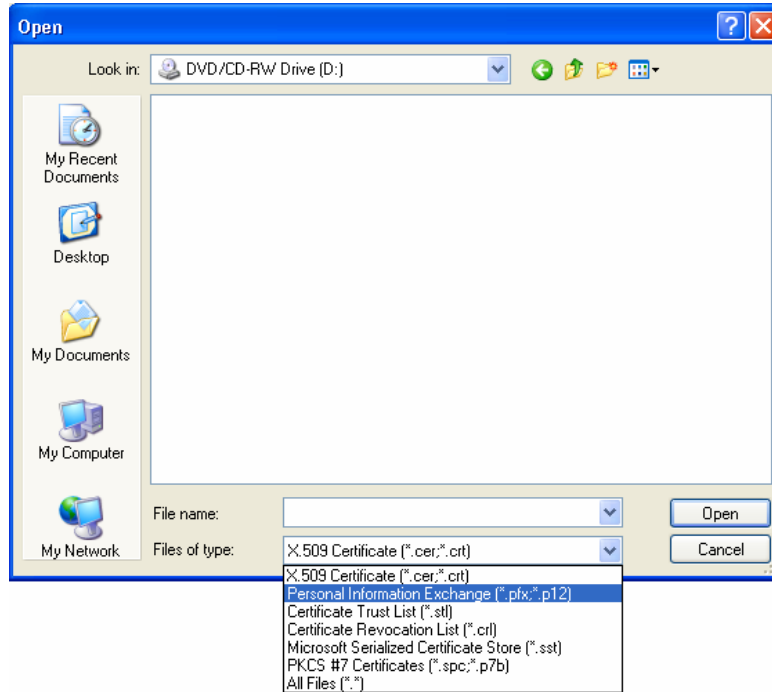 Open
Look in:
DVD/CD-RW Drive (D:)
My Recent
Documents
Desktop
My Documents
My Computer
My Network
File name:
Open
Files of type:
X.509 Certificate (*.cer;*.crt)
Cancel
X.509 Certificate (*.cer;*.crt)
Personal Information Exchange (*.pfx;*.p12)
Certificate Trust List (*.stl)
Certificate Revocation List (*.crl)
Microsoft Serialized Certificate Store (*.sst)
PKCS #7 Certificates (*.spc;*.p7b)
All Files (*.*)